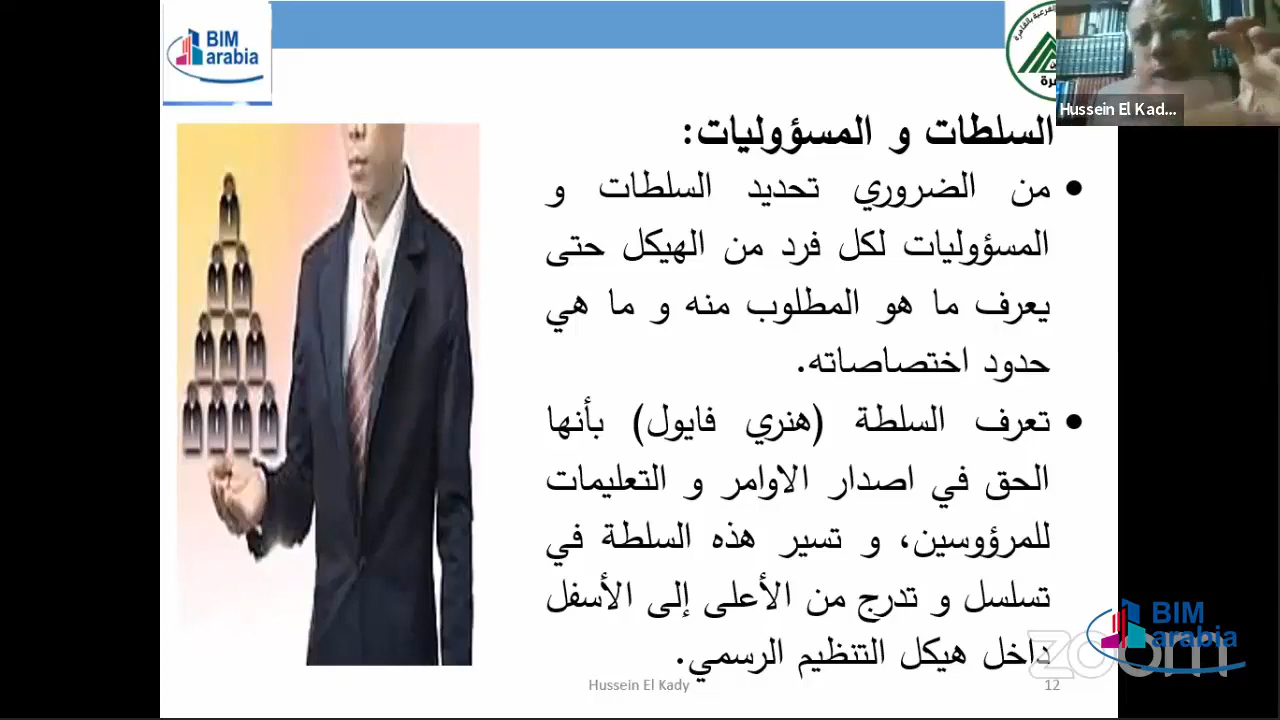 BIM
arabia
Hussein El Kad...
السلطات و المسؤوليات:
• من الضروري تحديد السلطات و
المسؤوليات لكل فرد من الهيكل حتى
يعرف ما هو المطلوب منه و ما هي
حدود اختصاصاته.
• تعرف السلطة (هنري فايول) بأنها
الحق في اصدار الاوامر و التعليمات
للمرؤوسين، و تسير هذه السلطة في
تسلسل و تدرج من الأعلى إلى الأسفل
داخل هيكل التنظيم الرسمي.
Hussein El Kady
12
zoom
BIM
arabia